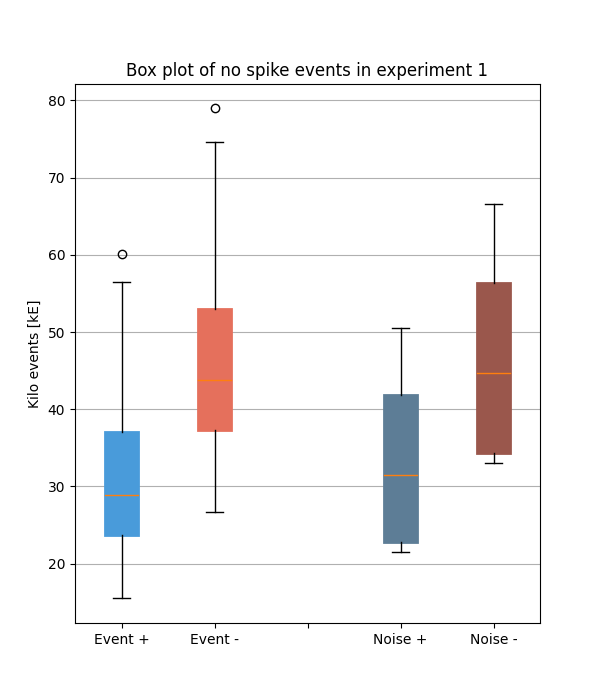 Box plot of no spike events in experiment 1
Kilo events [kE]
80
70
60
50
40
30
20
Event +
Event -
Noise +
Noise -